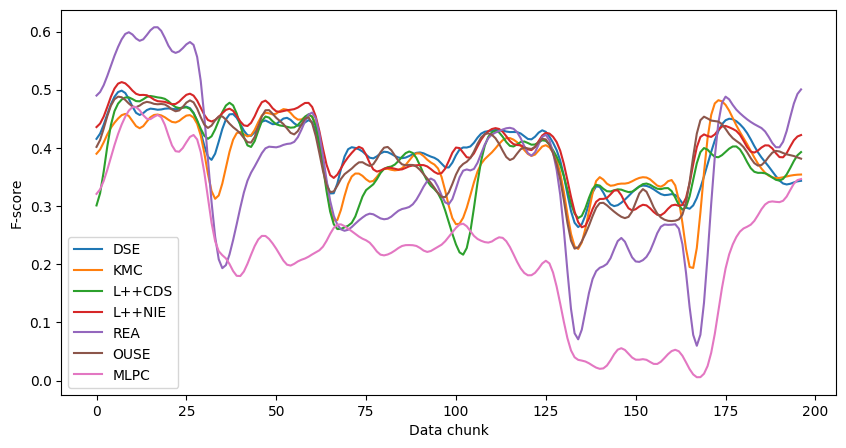 0.6
0.5
0.4
0.3
0.2
0.1
0.0
F-score
DSE
KMC
L++CDS
L++NIE
REA
OUSE
MLPC
0 25 50 75 100 125 150 175 200
Data chunk